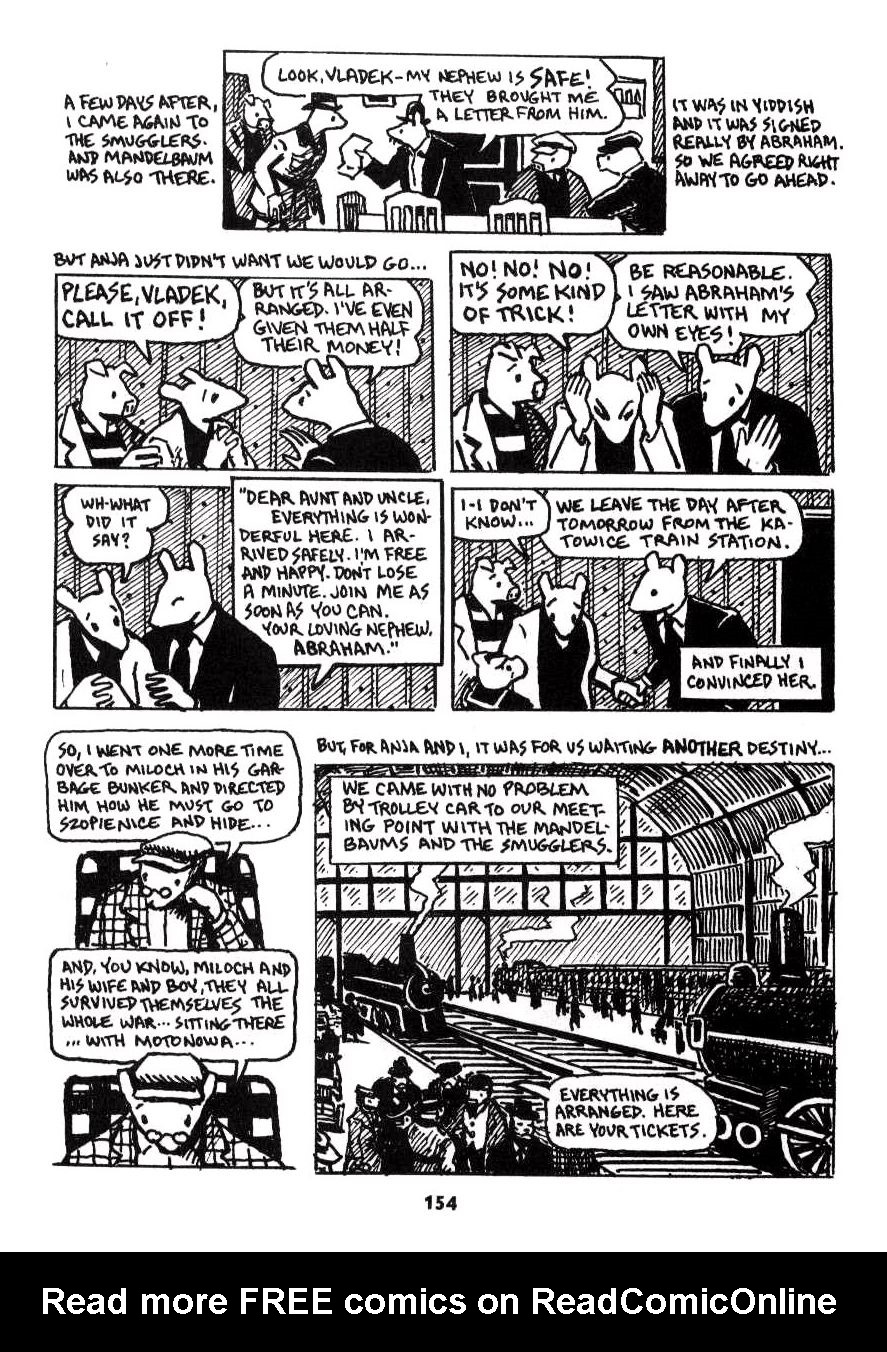 A FEW DAYS AFTER,
I CAME AGAIN TO
THE SMUGGLERS.
AND MANDELBAUM
WAS ALSO THERE.
LOOK, VLADEK-MY NEPHEW IS SAFE!
THEY BROUGHT ME
A LETTER FROM HIM.
IT WAS IN YIDDISH
AND IT WAS SIGNED
REALLY BY ABRAHAM.
SO WE AGREED RIGHT
AWAY TO GO AHEAD.
BUT ANJA JUST DIDN'T WANT WE WOULD GO...
PLEASE, VLADEK,
CALL IT OFF!
BUT IT'S ALL AR-
RANGED. I'VE EVEN
GIVEN THEM HALF
THEIR MONEY!
NO! NO! NO!
IT'S SOME KIND
OF TRICK!
BE REASONABLE.
I SAW ABRAHAM'S
LETTER WITH MY
OWN EYES!
WH-WHAT
DID IT
SAY?
"DEAR AUNT AND UNCLE,
EVERYTHING IS WON-
DERFUL HERE. I AR-
RIVED SAFELY. I'M FREE
AND HAPPY. DON'T LOSE
A MINUTE. JOIN ME AS
SOON AS YOU CAN.
YOUR LOVING NEPHEW,
ABRAHAM."
I-I DON'T
KNOW...
WE LEAVE THE DAY AFTER
TOMORROW FROM THE KA-
TOWICE TRAIN STATION.
AND FINALLY I
CONVINCED HER.
SO, I WENT ONE MORE TIME
OVER TO MILOCH IN HIS GAR-
BAGE BUNKER AND DIRECTED
HIM HOW HE MUST GO TO
SZOPIENICE AND HIDE...
AND, YOU KNOW, MILOCH AND
HIS WIFE AND BOY, THEY ALL
SURVIVED THEMSELVES THE
WHOLE WAR... SITTING THERE
... WITH MOTONOWA...
BUT, FOR ANJA AND I, IT WAS FOR US WAITING ANOTHER DESTINY...
WE CAME WITH NO PROBLEM
BY TROLLEY CAR TO OUR MEET-
ING POINT WITH THE MANDEL-
BAUMS AND THE SMUGGLERS.
EVERYTHING IS
ARRANGED. HERE
ARE YOUR TICKETS.
154
Read more FREE comics on ReadComicOnline